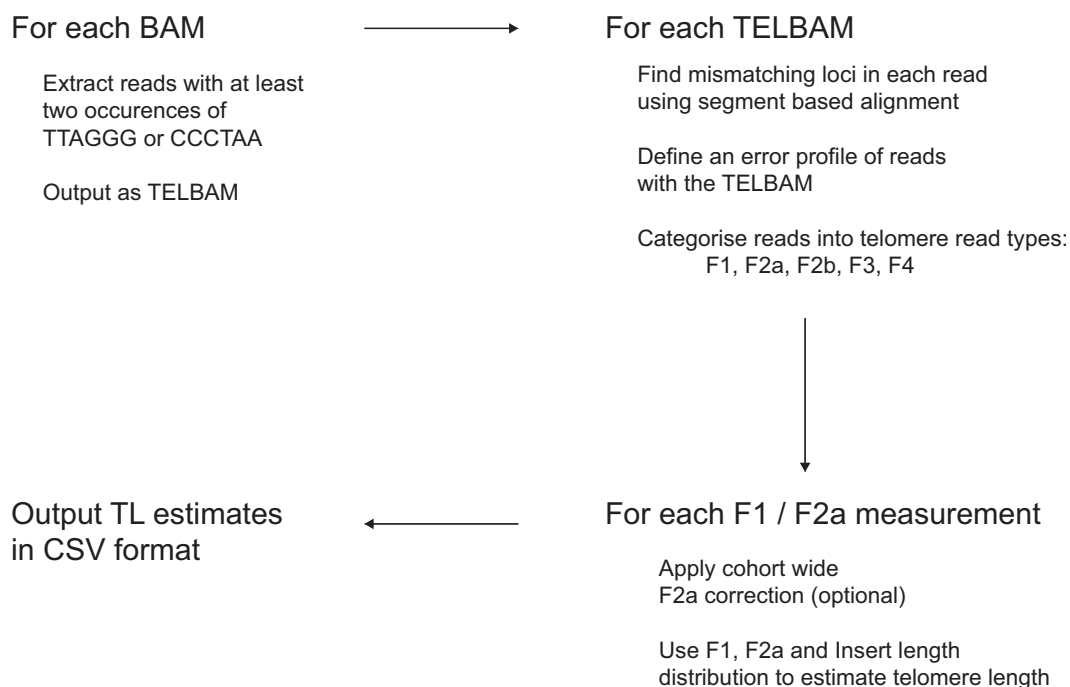 For each BAM
Extract reads with at least
two occurences of
TTAGGG or CCCTAA
Output as TELBAM
For each TELBAM
Find mismatching loci in each read
using segment based alignment
Define an error profile of reads
with the TELBAM
Categorise reads into telomere read types:
F1, F2a, F2b, F3, F4
For each F1 / F2a measurement
Apply cohort wide
F2a correction (optional)
Use F1, F2a and Insert length
distribution to estimate telomere length
Output TL estimates
in CSV format